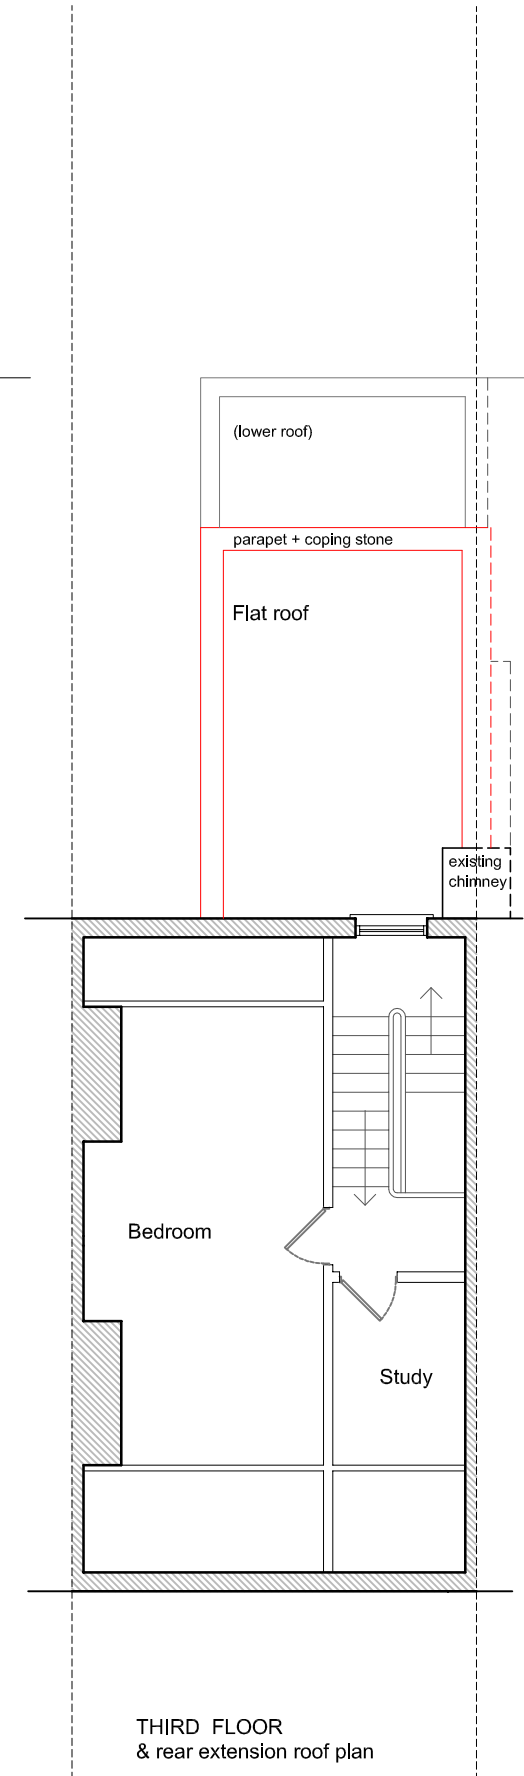 (lower roof)
parapet + coping stone
Flat roof
existing
chimney
Bedroom
Study
THIRD FLOOR
& rear extension roof plan